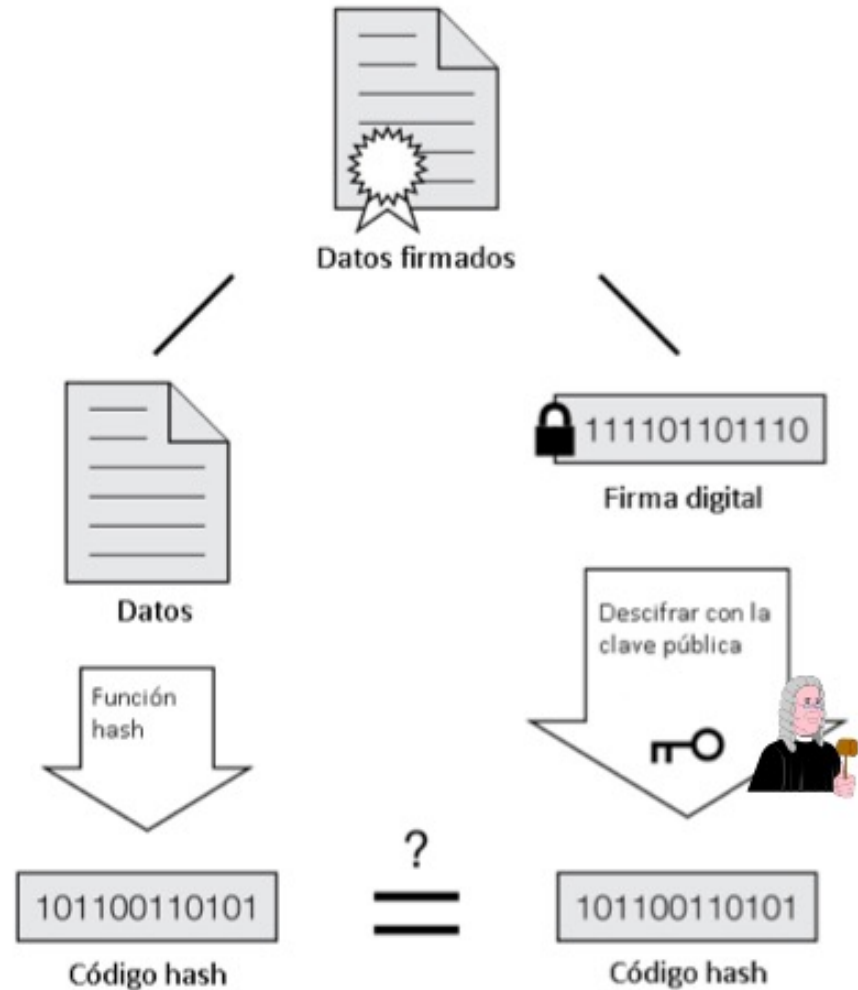 Datos firmados
111101101110
Firma digital
Datos
Descifrar con la
clave pública
Función
hash
?
101100110101
101100110101
Código hash
Código hash